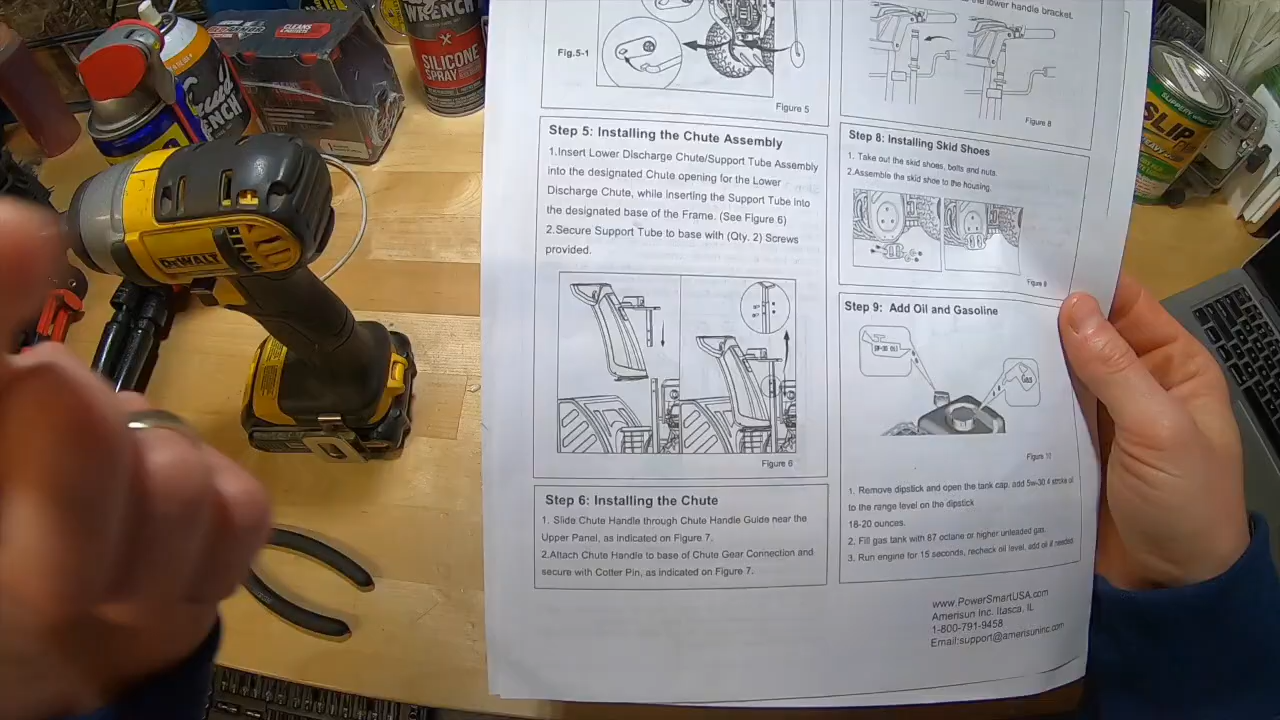 WRENCH
SILICONE
SPRAY
CLEANS
WRENCH
DEWALT
Fig.5-1
Figure 5
Step 5: Installing the Chute Assembly
1.Insert Lower Discharge Chute/Support Tube Assembly
into the designated Chute opening for the Lower
Discharge Chute, while inserting the Support Tube into
the designated base of the Frame. (See Figure 6)
2.Secure Support Tube to base with (Qty. 2) Screws
provided.
Figure 6
Step 6: Installing the Chute
1. Slide Chute Handle through Chute Handle Guide near the
Upper Panel, as indicated on Figure 7.
2.Attach Chute Handle to base of Chute Gear Connection and
secure with Cotter Pin, as indicated on Figure 7.
the lower handle bracket.
Figure 8
Step 8: Installing Skid Shoes
1. Take out the skid shoes, bolts and nuts.
2.Assemble the skid shoe to the housing.
Figure 9
Step 9: Add Oil and Gasoline
GAS
Figure 10
1. Remove dipstick and open the tank cap, add 5w-30 4 stroke oil
to the range level on the dipstick
18-20 ounces.
2. Fill gas tank with 87 octane or higher unleaded gas.
3. Run engine for 15 seconds, recheck oil level, add oil if needed.
www.PowerSmartUSA.com
Amerisun Inc. Itasca, IL
1-800-791-9458
Email:support@amerisuninc.com
SLIP